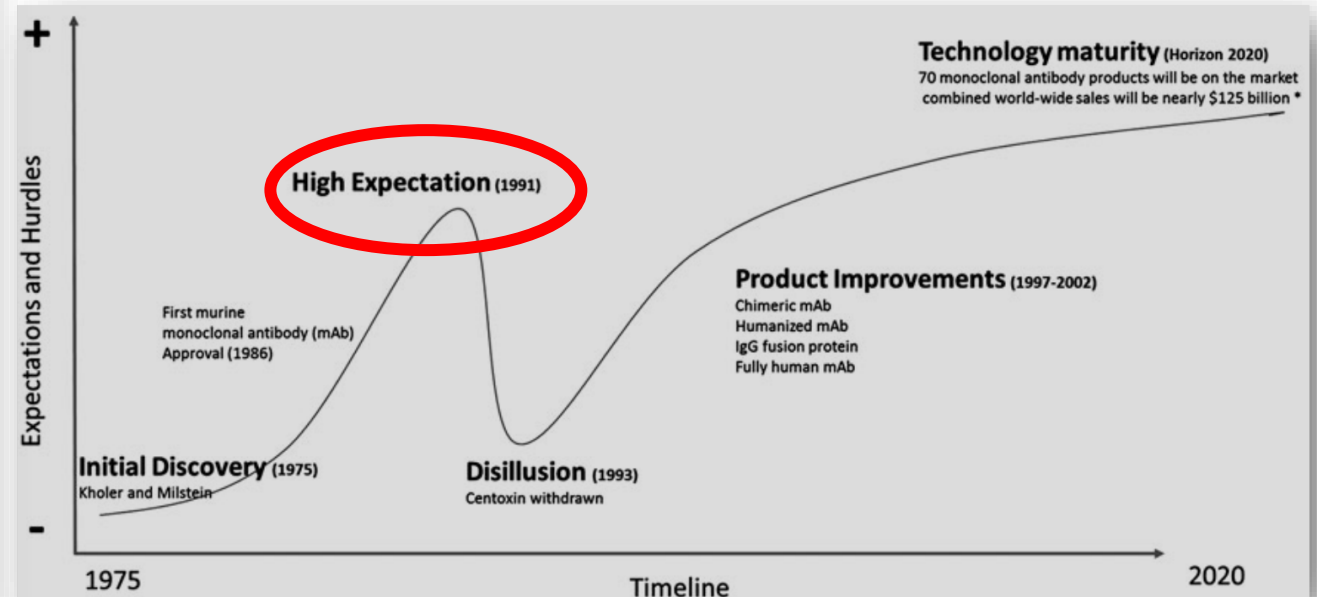 +
Technology maturity (Horizon 2020)
70 monoclonal antibody products will be on the market
combined world-wide sales will be nearly $125 billion *
High Expectation (1991)
Expectations and Hurdles
Product Improvements (1997-2002)
Chimeric mAb
Humanized mAb
IgG fusion protein
Fully human mAb
First murine
monoclonal antibody (mAb)
Approval (1986)
Initial Discovery (1975)
Kholer and Milstein
Disillusion (1993)
Centoxin withdrawn
-
1975
Timeline
2020